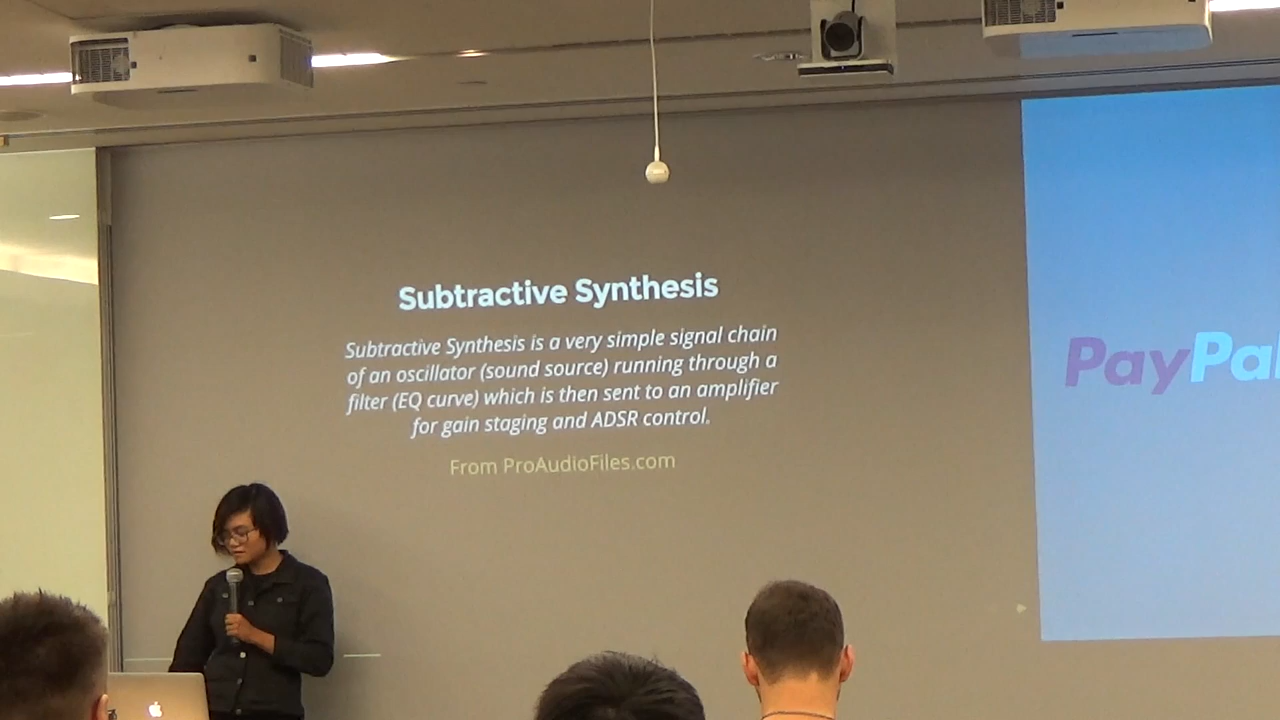 Subtractive Synthesis
Subtractive Synthesis is a very simple signal chain
of an oscillator (sound source) running through a
filter (EQ curve) which is then sent to an amplifier
for gain staging and ADSR control.
From ProAudioFiles.com
PayPal